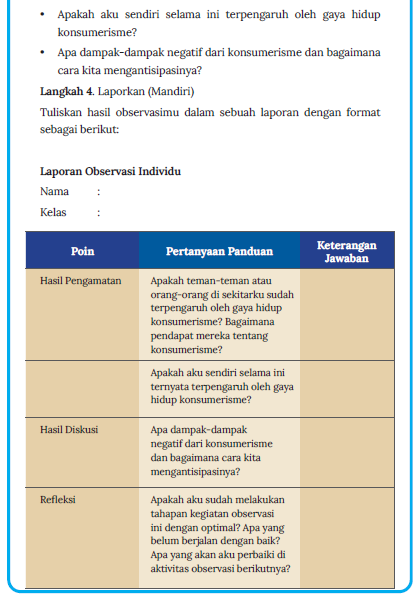 • Apakah aku sendiri selama ini terpengaruh oleh gaya hidup
konsumerisme?
• Apa dampak-dampak negatif dari konsumerisme dan bagaimana
cara kita mengantisipasinya?
Langkah 4. Laporkan (Mandiri)
Tuliskan hasil observasimu dalam sebuah laporan dengan format
sebagai berikut:
Laporan Observasi Individu
Nama :
Kelas :
Poin
Pertanyaan Panduan
Keterangan
Jawaban
Hasil Pengamatan
Apakah teman-teman atau
orang-orang di sekitarku sudah
terpengaruh oleh gaya hidup
konsumerisme? Bagaimana
pendapat mereka tentang
konsumerisme?
Apakah aku sendiri selama ini
ternyata terpengaruh oleh gaya
hidup konsumerisme?
Hasil Diskusi
Apa dampak-dampak
negatif dari konsumerisme
dan bagaimana cara kita
mengantisipasinya?
Refleksi
Apakah aku sudah melakukan
tahapan kegiatan observasi
ini dengan optimal? Apa yang
belum berjalan dengan baik?
Apa yang akan aku perbaiki di
aktivitas observasi berikutnya?